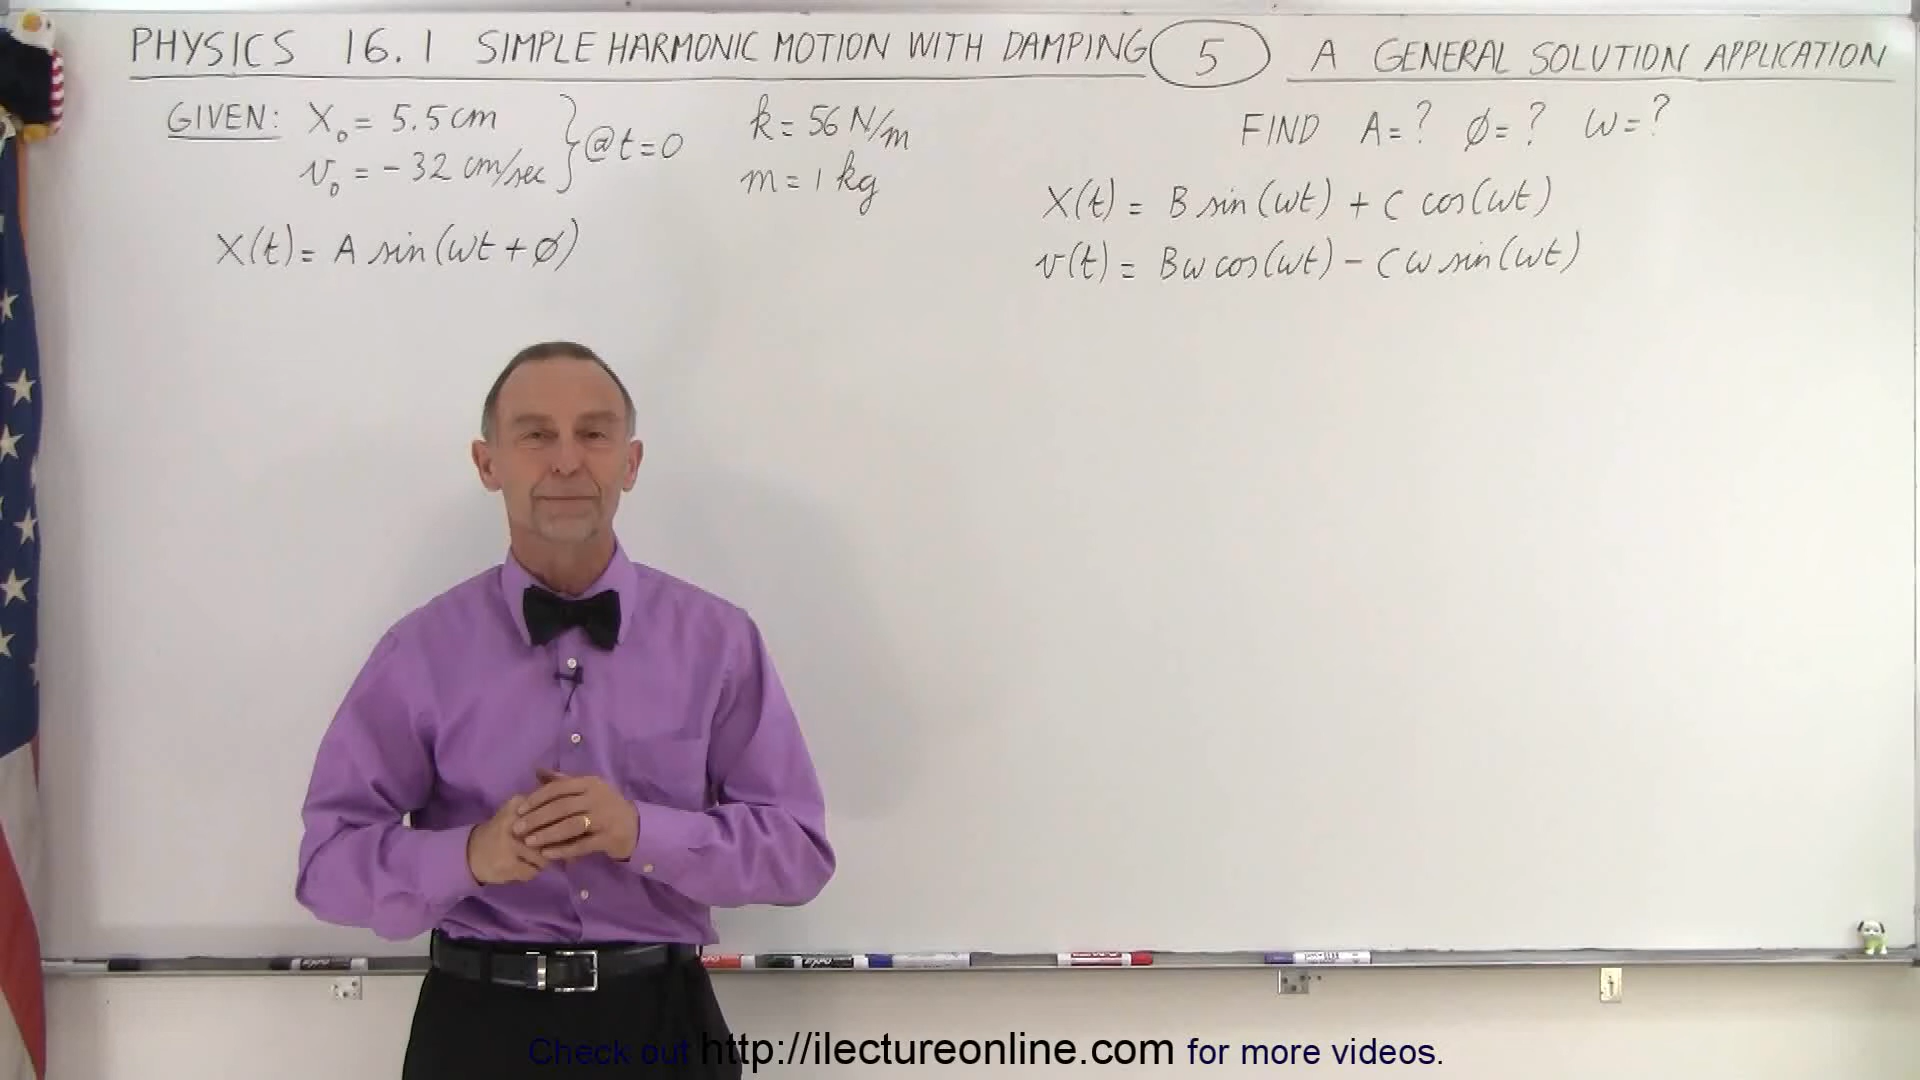 PHYSICS 16.1 SIMPLE HARMONIC MOTION WITH DAMPING 5 A GENERAL SOLUTION APPLICATION
GIVEN: X₀ = 5.5 cm
v₀ = -32 cm/sec } @ t=0
k = 56 N/m
m = 1 kg
FIND A=? ϕ=? ω=?
X(t) = A sin(ωt + ϕ)
X(t) = B sin(ωt) + C cos(ωt)
v(t) = Bω cos(ωt) - Cω sin(ωt)
Check out http://ilectureonline.com for more videos.